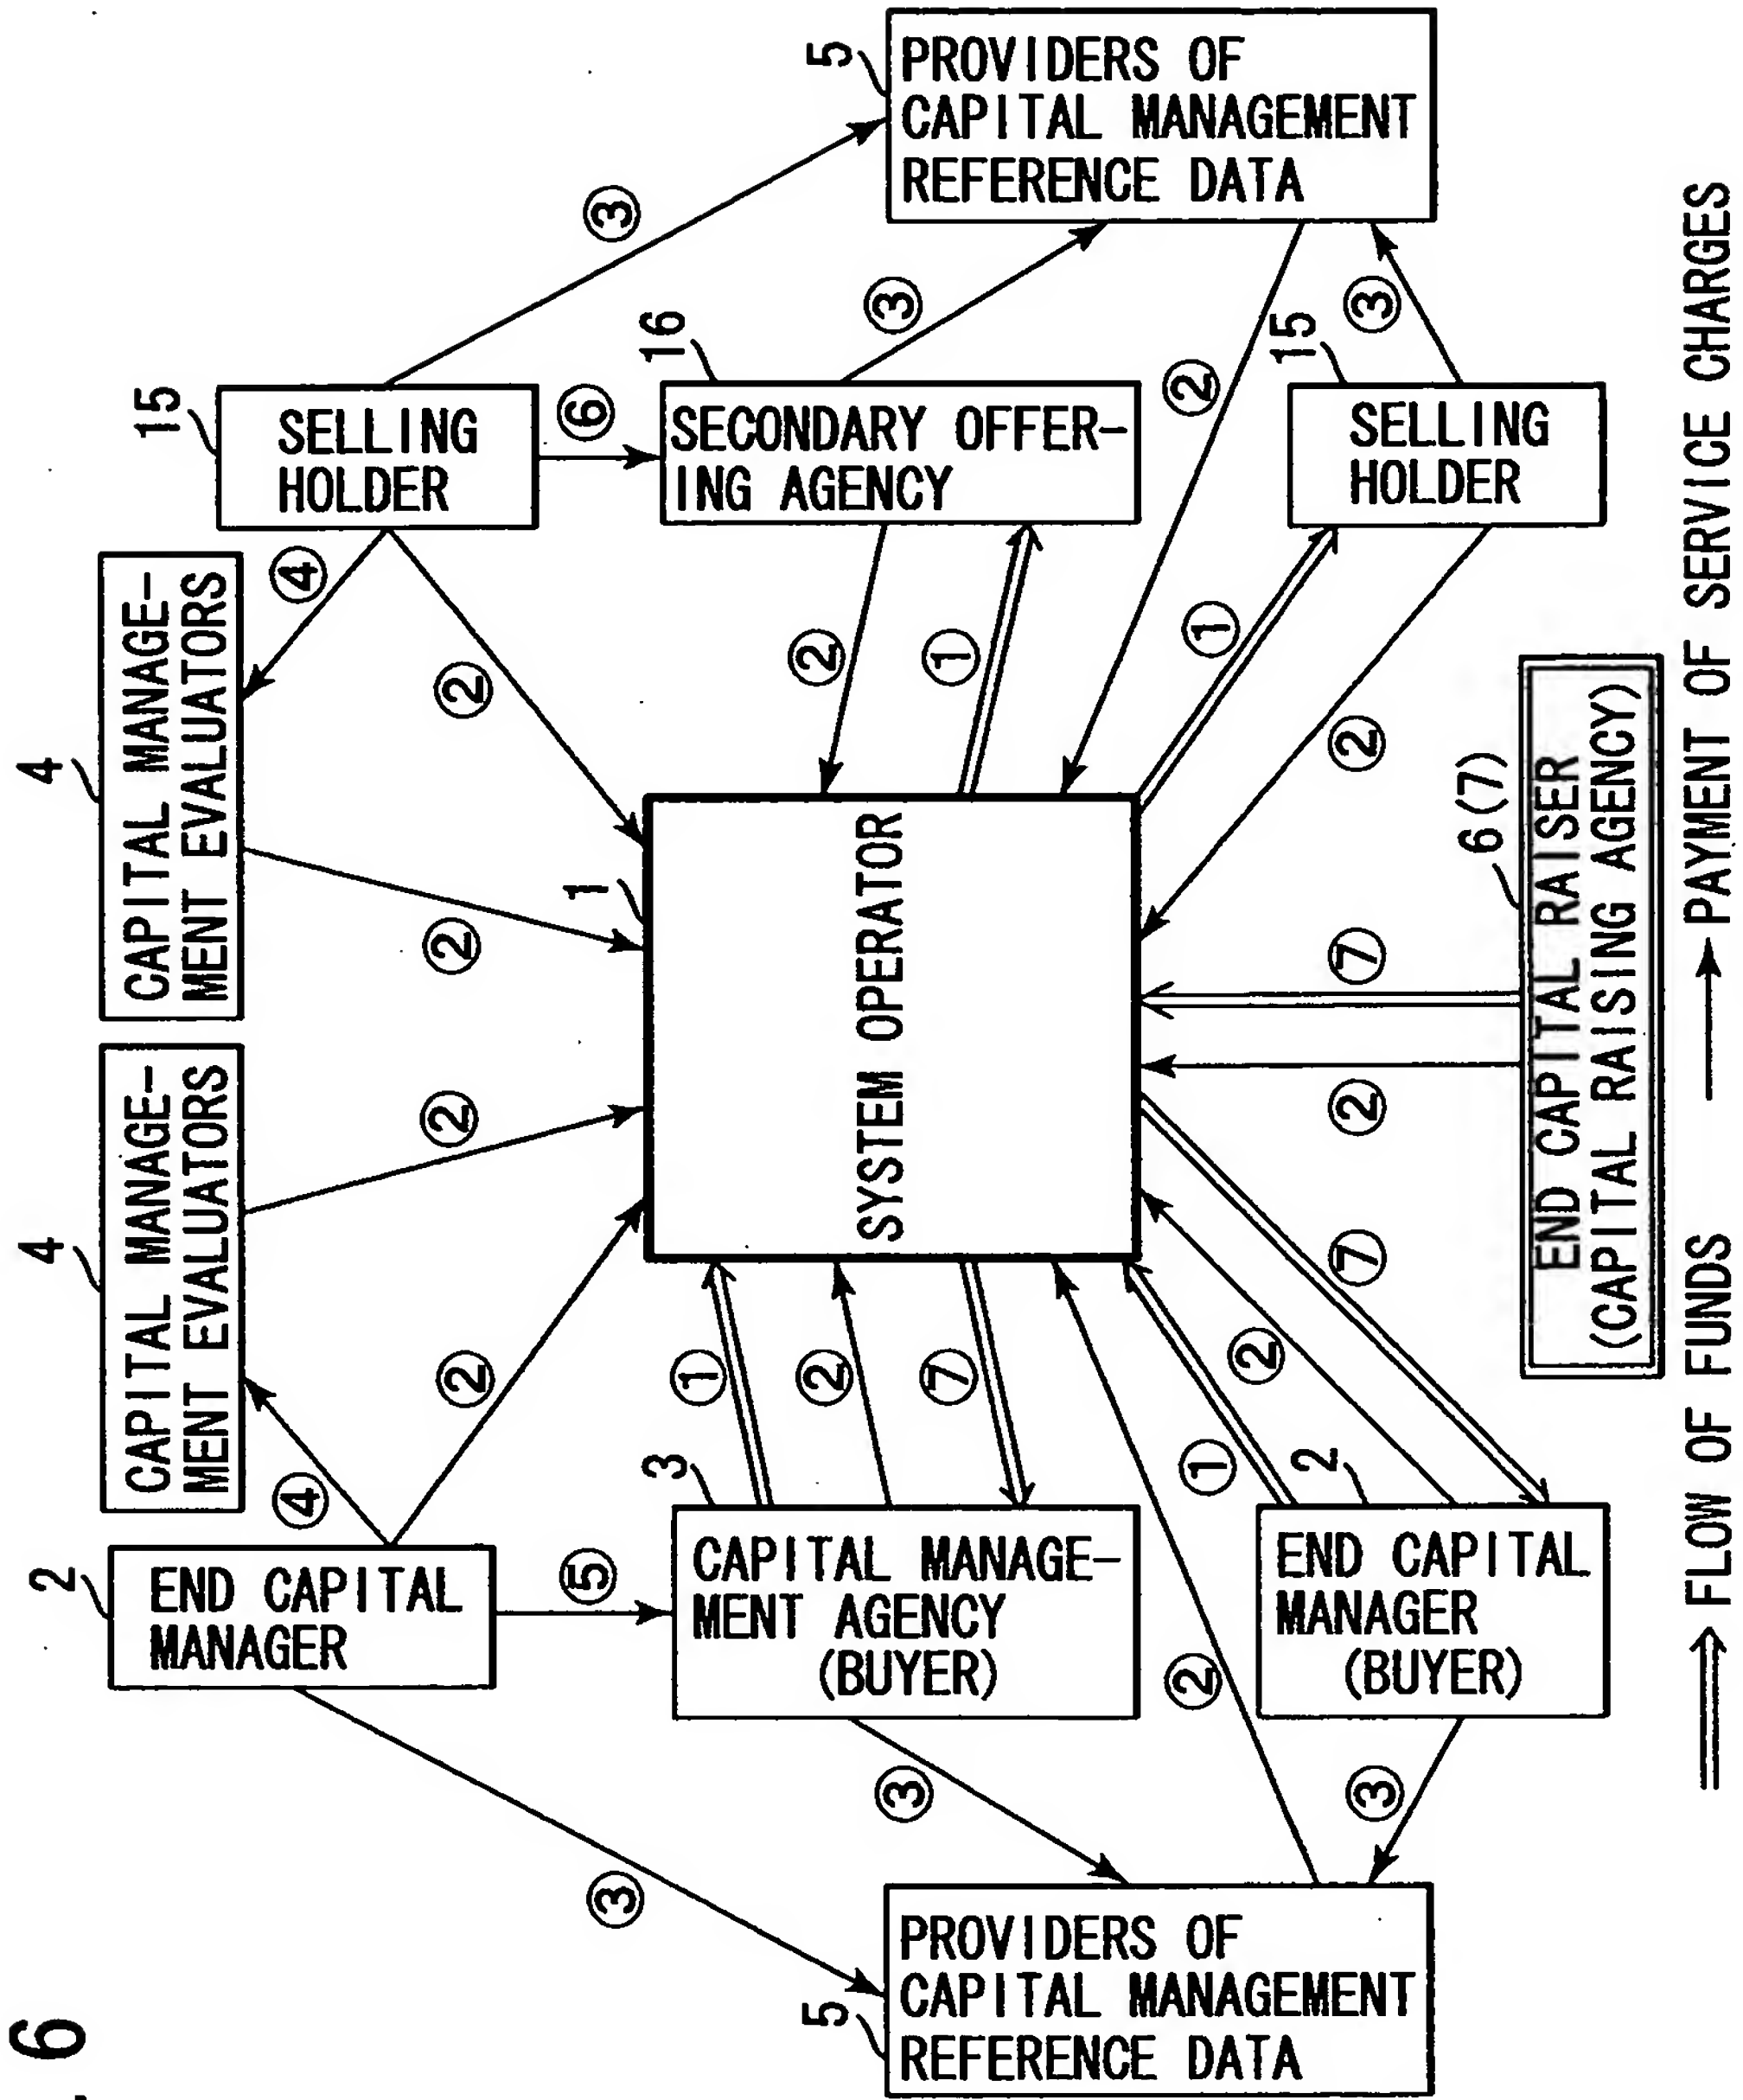 . 6
2
END CAPITAL
MANAGER
4
CAPITAL MANAGE-
MENT EVALUATORS
4
CAPITAL MANAGE-
MENT EVALUATORS
15
SELLING
HOLDER
④
②
②
②
②
④
③
⑤
⑥
③
3
CAPITAL MANAGE-
MENT AGENCY
(BUYER)
①
②
⑦
1
SYSTEM OPERATOR
②
①
16
SECONDARY OFFER-
ING AGENCY
③
③
5
PROVIDERS OF
CAPITAL MANAGEMENT
REFERENCE DATA
②
②
5
PROVIDERS OF
CAPITAL MANAGEMENT
REFERENCE DATA
③
2
END CAPITAL
MANAGER
(BUYER)
①
②
⑦
②
⑦
②
①
15
SELLING
HOLDER
③
6(7)
END CAPITAL RAISER
(CAPITAL RAISING AGENCY)
FLOW OF FUNDS
PAYMENT OF SERVICE CHARGES